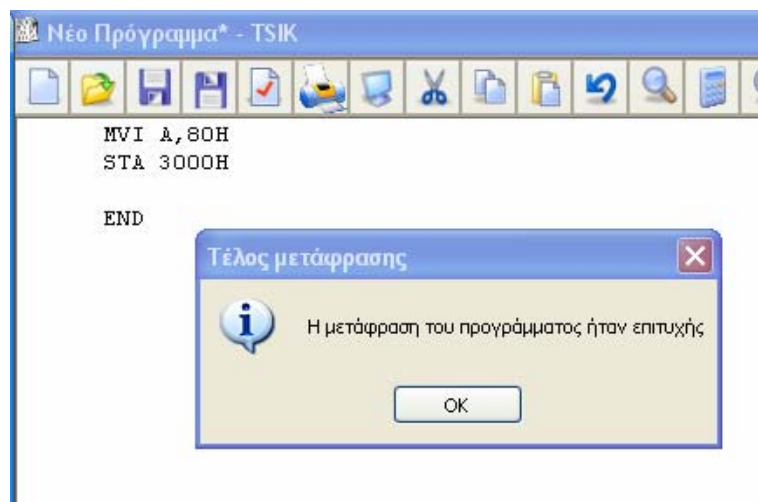 Νέο Πρόγραμμα* - TSIK
MVI A,80H
STA 3000H
END
Τέλος μετάφρασης
Η μετάφραση του προγράμματος ήταν επιτυχής
OK